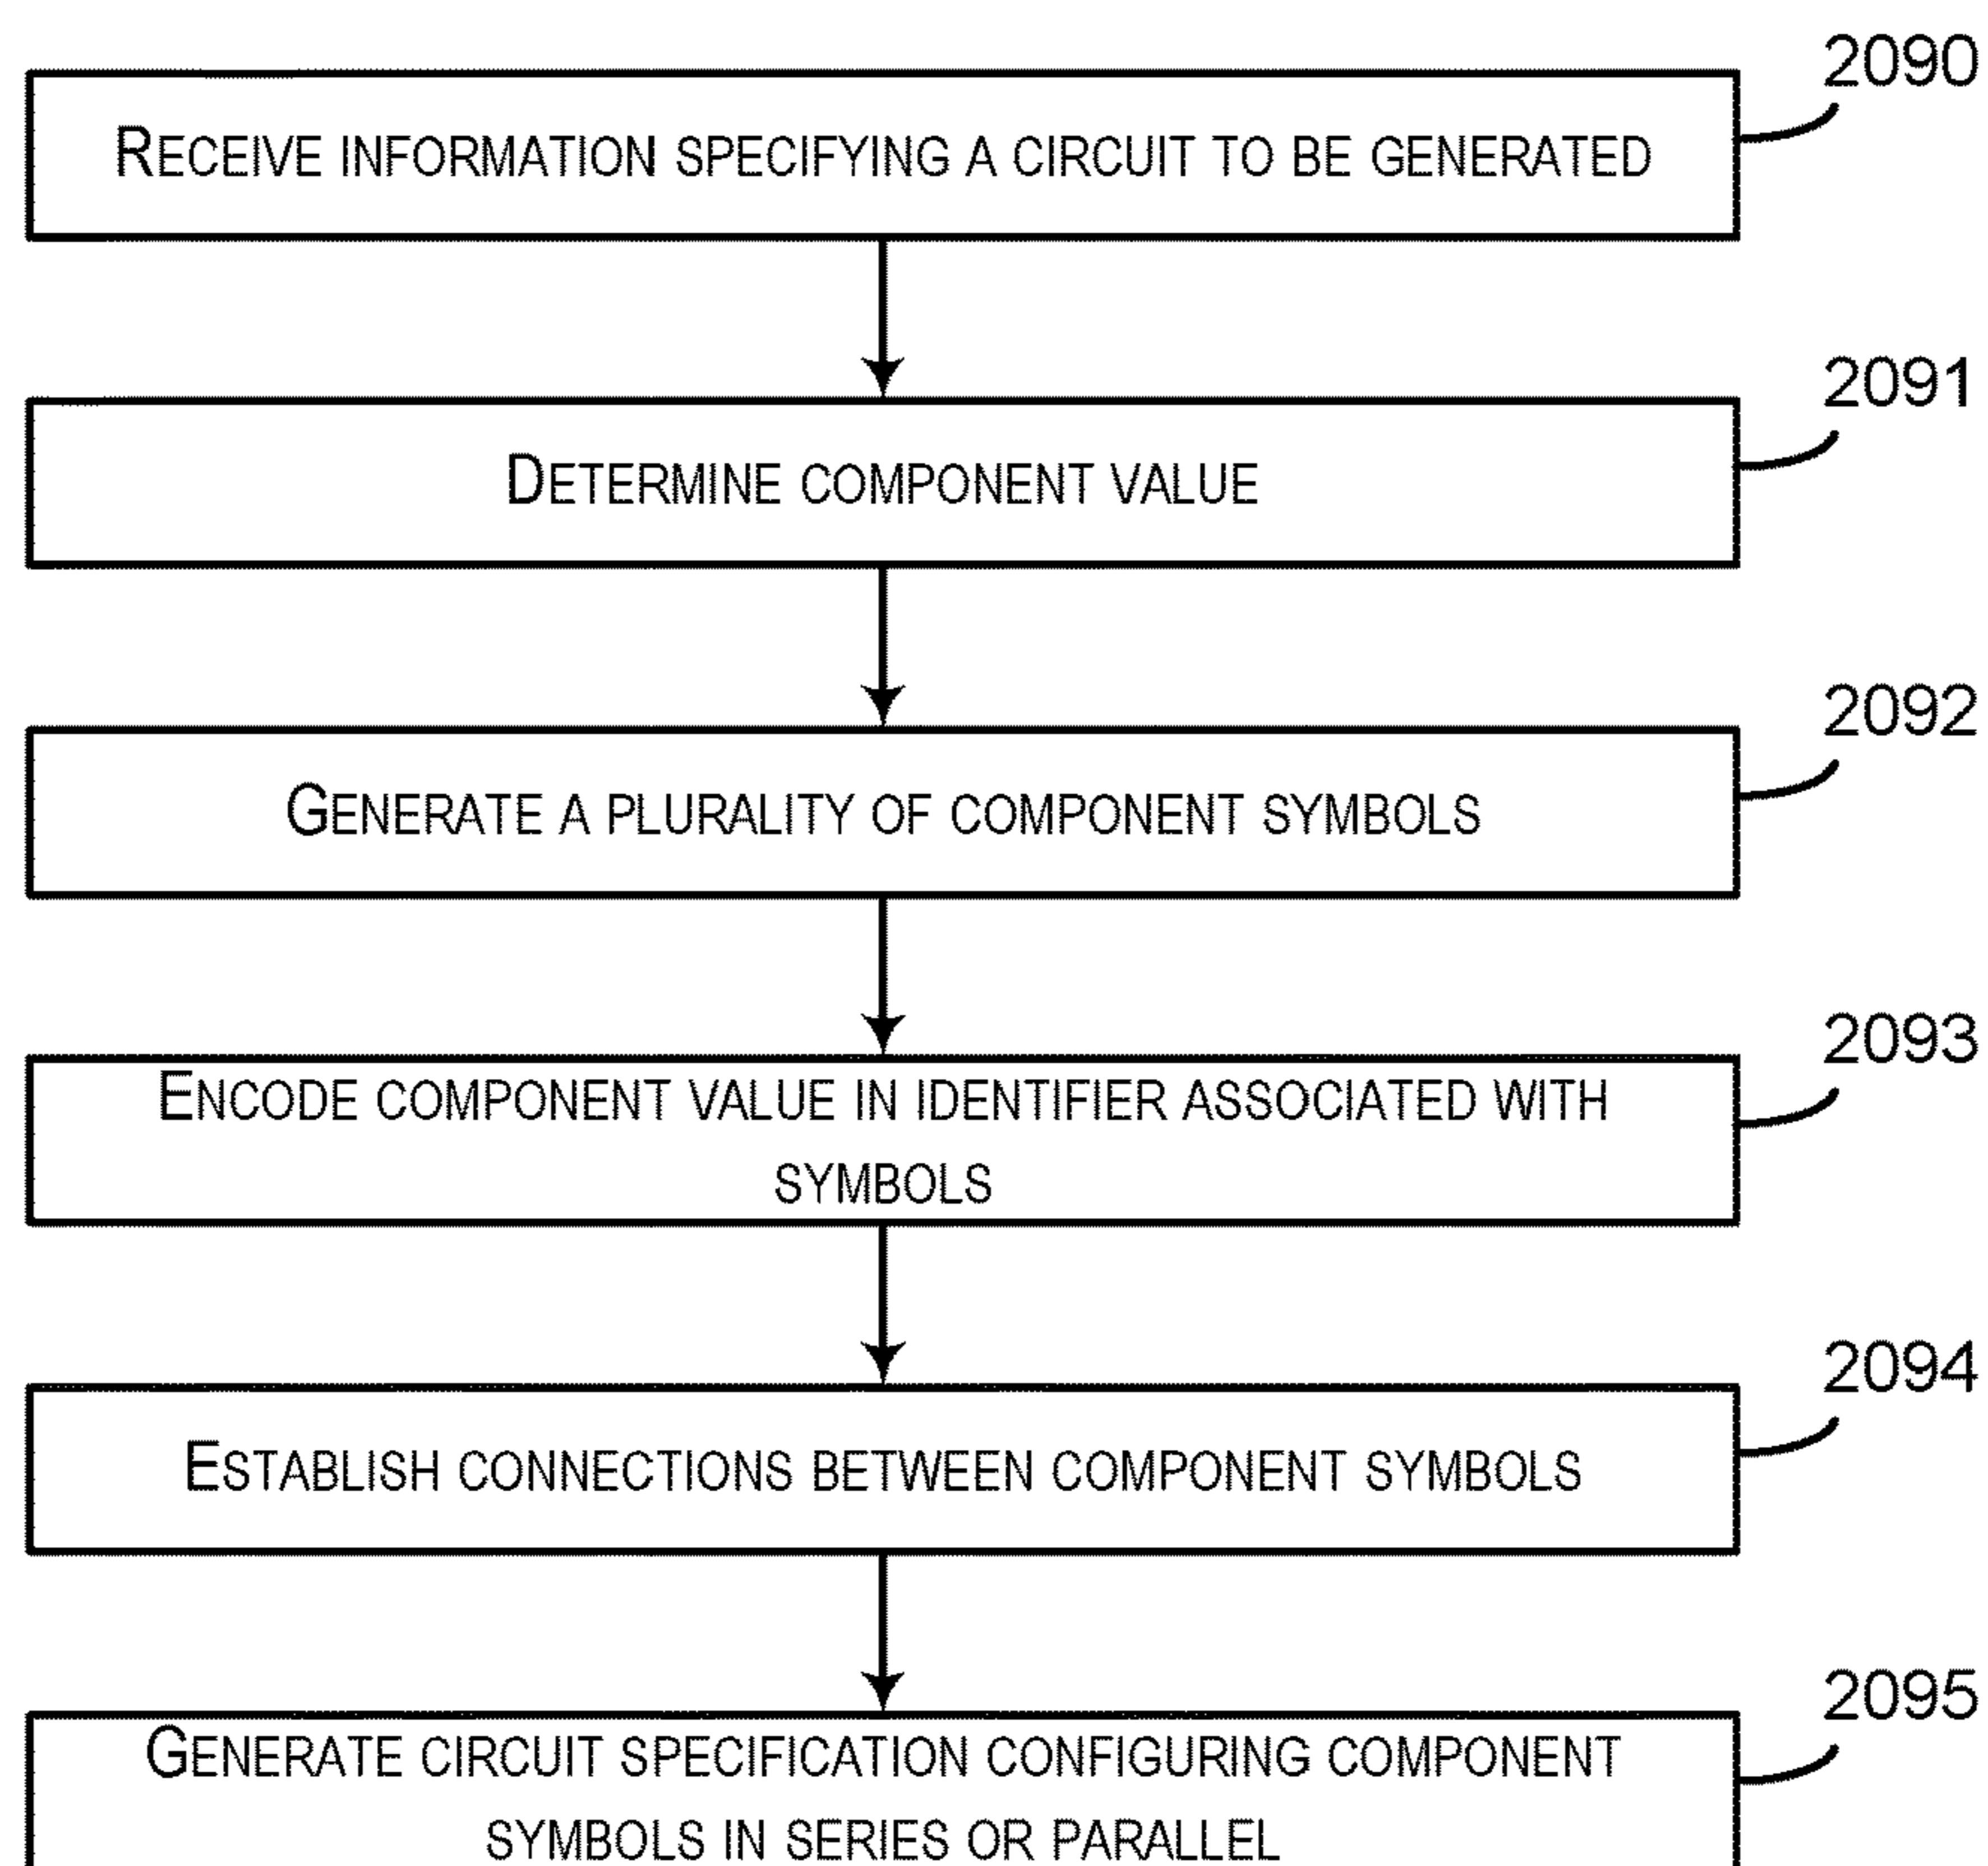 2090
RECEIVE INFORMATION SPECIFYING A CIRCUIT TO BE GENERATED
2091
DETERMINE COMPONENT VALUE
2092
GENERATE A PLURALITY OF COMPONENT SYMBOLS
2093
ENCODE COMPONENT VALUE IN IDENTIFIER ASSOCIATED WITH
SYMBOLS
2094
ESTABLISH CONNECTIONS BETWEEN COMPONENT SYMBOLS
2095
GENERATE CIRCUIT SPECIFICATION CONFIGURING COMPONENT
SYMBOLS IN SERIES OR PARALLEL